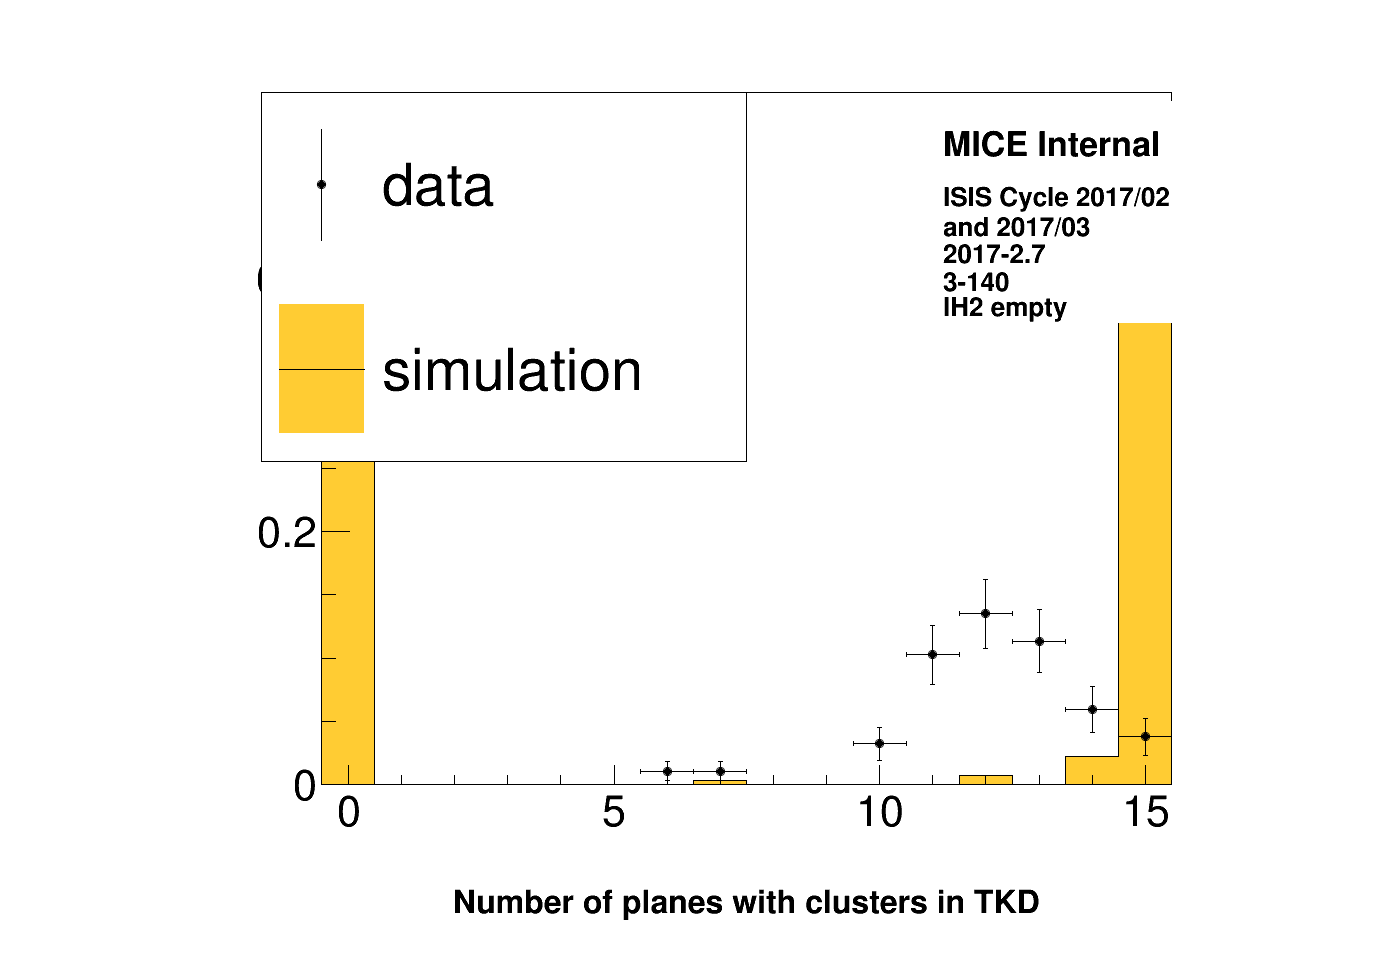 data
simulation
MICE Internal
ISIS Cycle 2017/02
and 2017/03
2017-2.7
3-140
IH2 empty
0.2
0
0 5 10 15
Number of planes with clusters in TKD